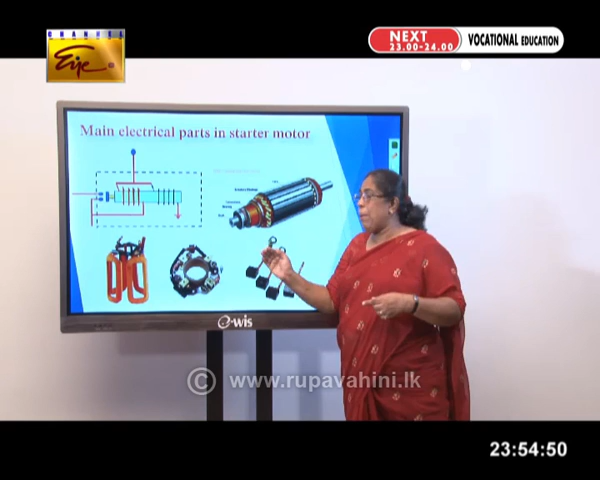 CHANNEL
Eye
NEXT
23.00-24.00
VOCATIONAL EDUCATION
Main electrical parts in starter motor
e-wis
© www.rupavahini.lk
23:54:50